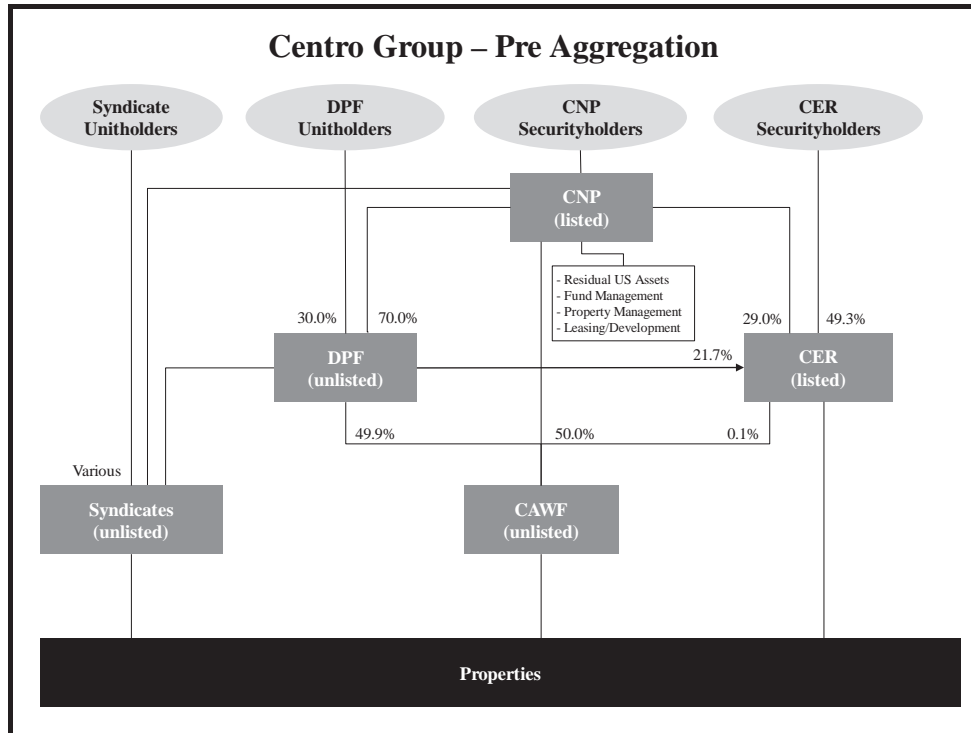 Centro Group – Pre Aggregation
Syndicate
Unitholders
DPF
Unitholders
CNP
Securityholders
CER
Securityholders
CNP
(listed)
- Residual US Assets
- Fund Management
- Property Management
- Leasing/Development
30.0%
70.0%
29.0%
49.3%
DPF
(unlisted)
21.7%
CER
(listed)
49.9%
50.0%
0.1%
Various
Syndicates
(unlisted)
CAWF
(unlisted)
Properties